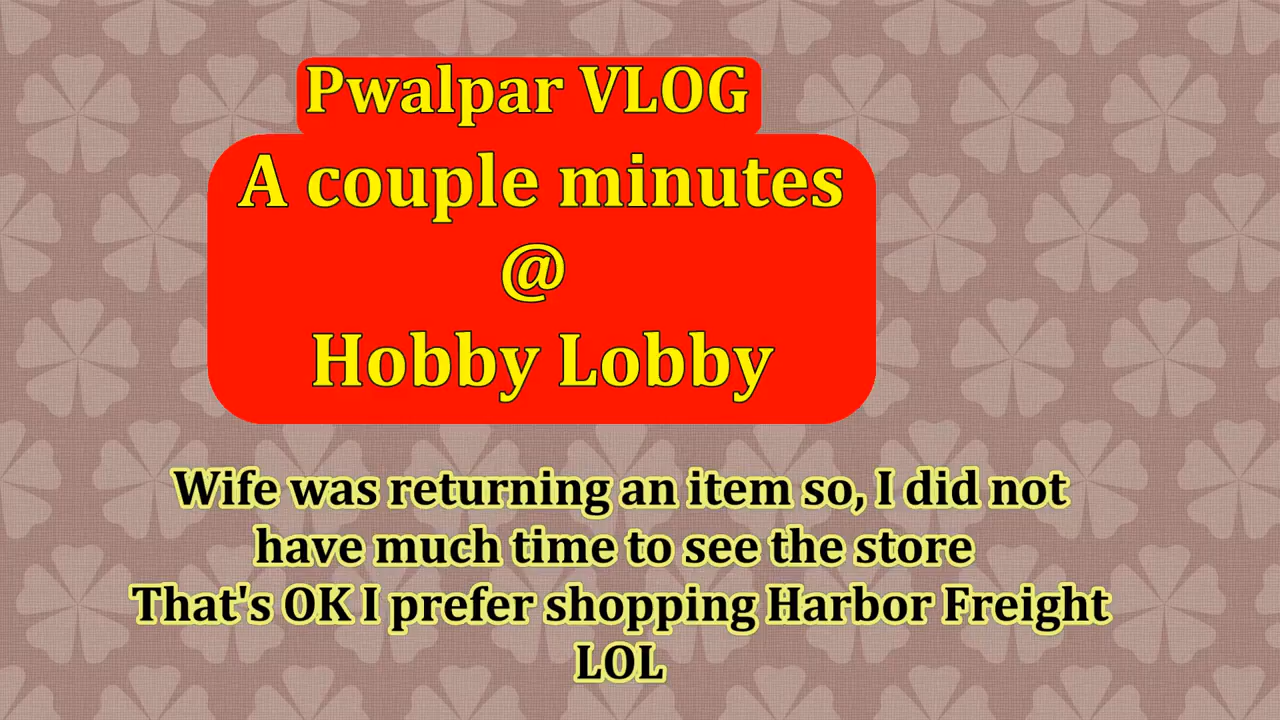 Pwalpar VLOG
A couple minutes
@
Hobby Lobby
Wife was returning an item so, I did not
have much time to see the store
That's OK I prefer shopping Harbor Freight
LOL